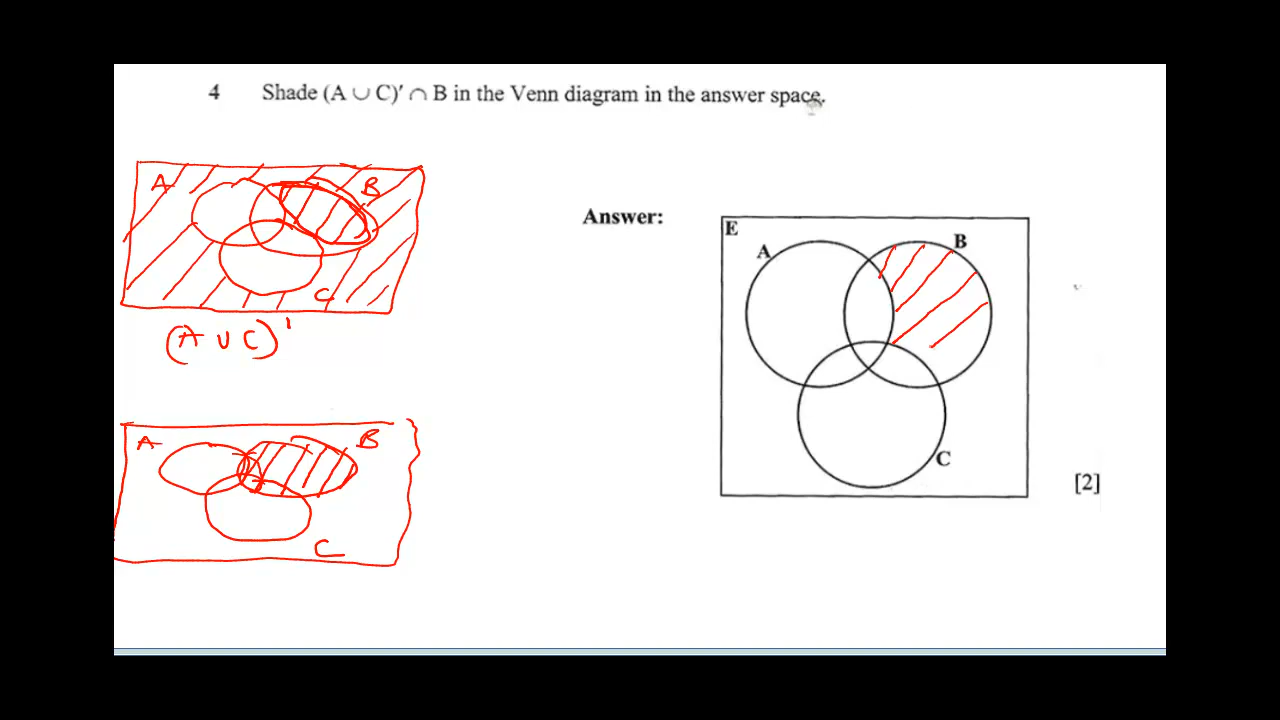 4 Shade (A ∪ C)′ ∩ B in the Venn diagram in the answer space.
A B
C
(A ∪ C)'
Answer:
E
A B
C
[2]
A B
C